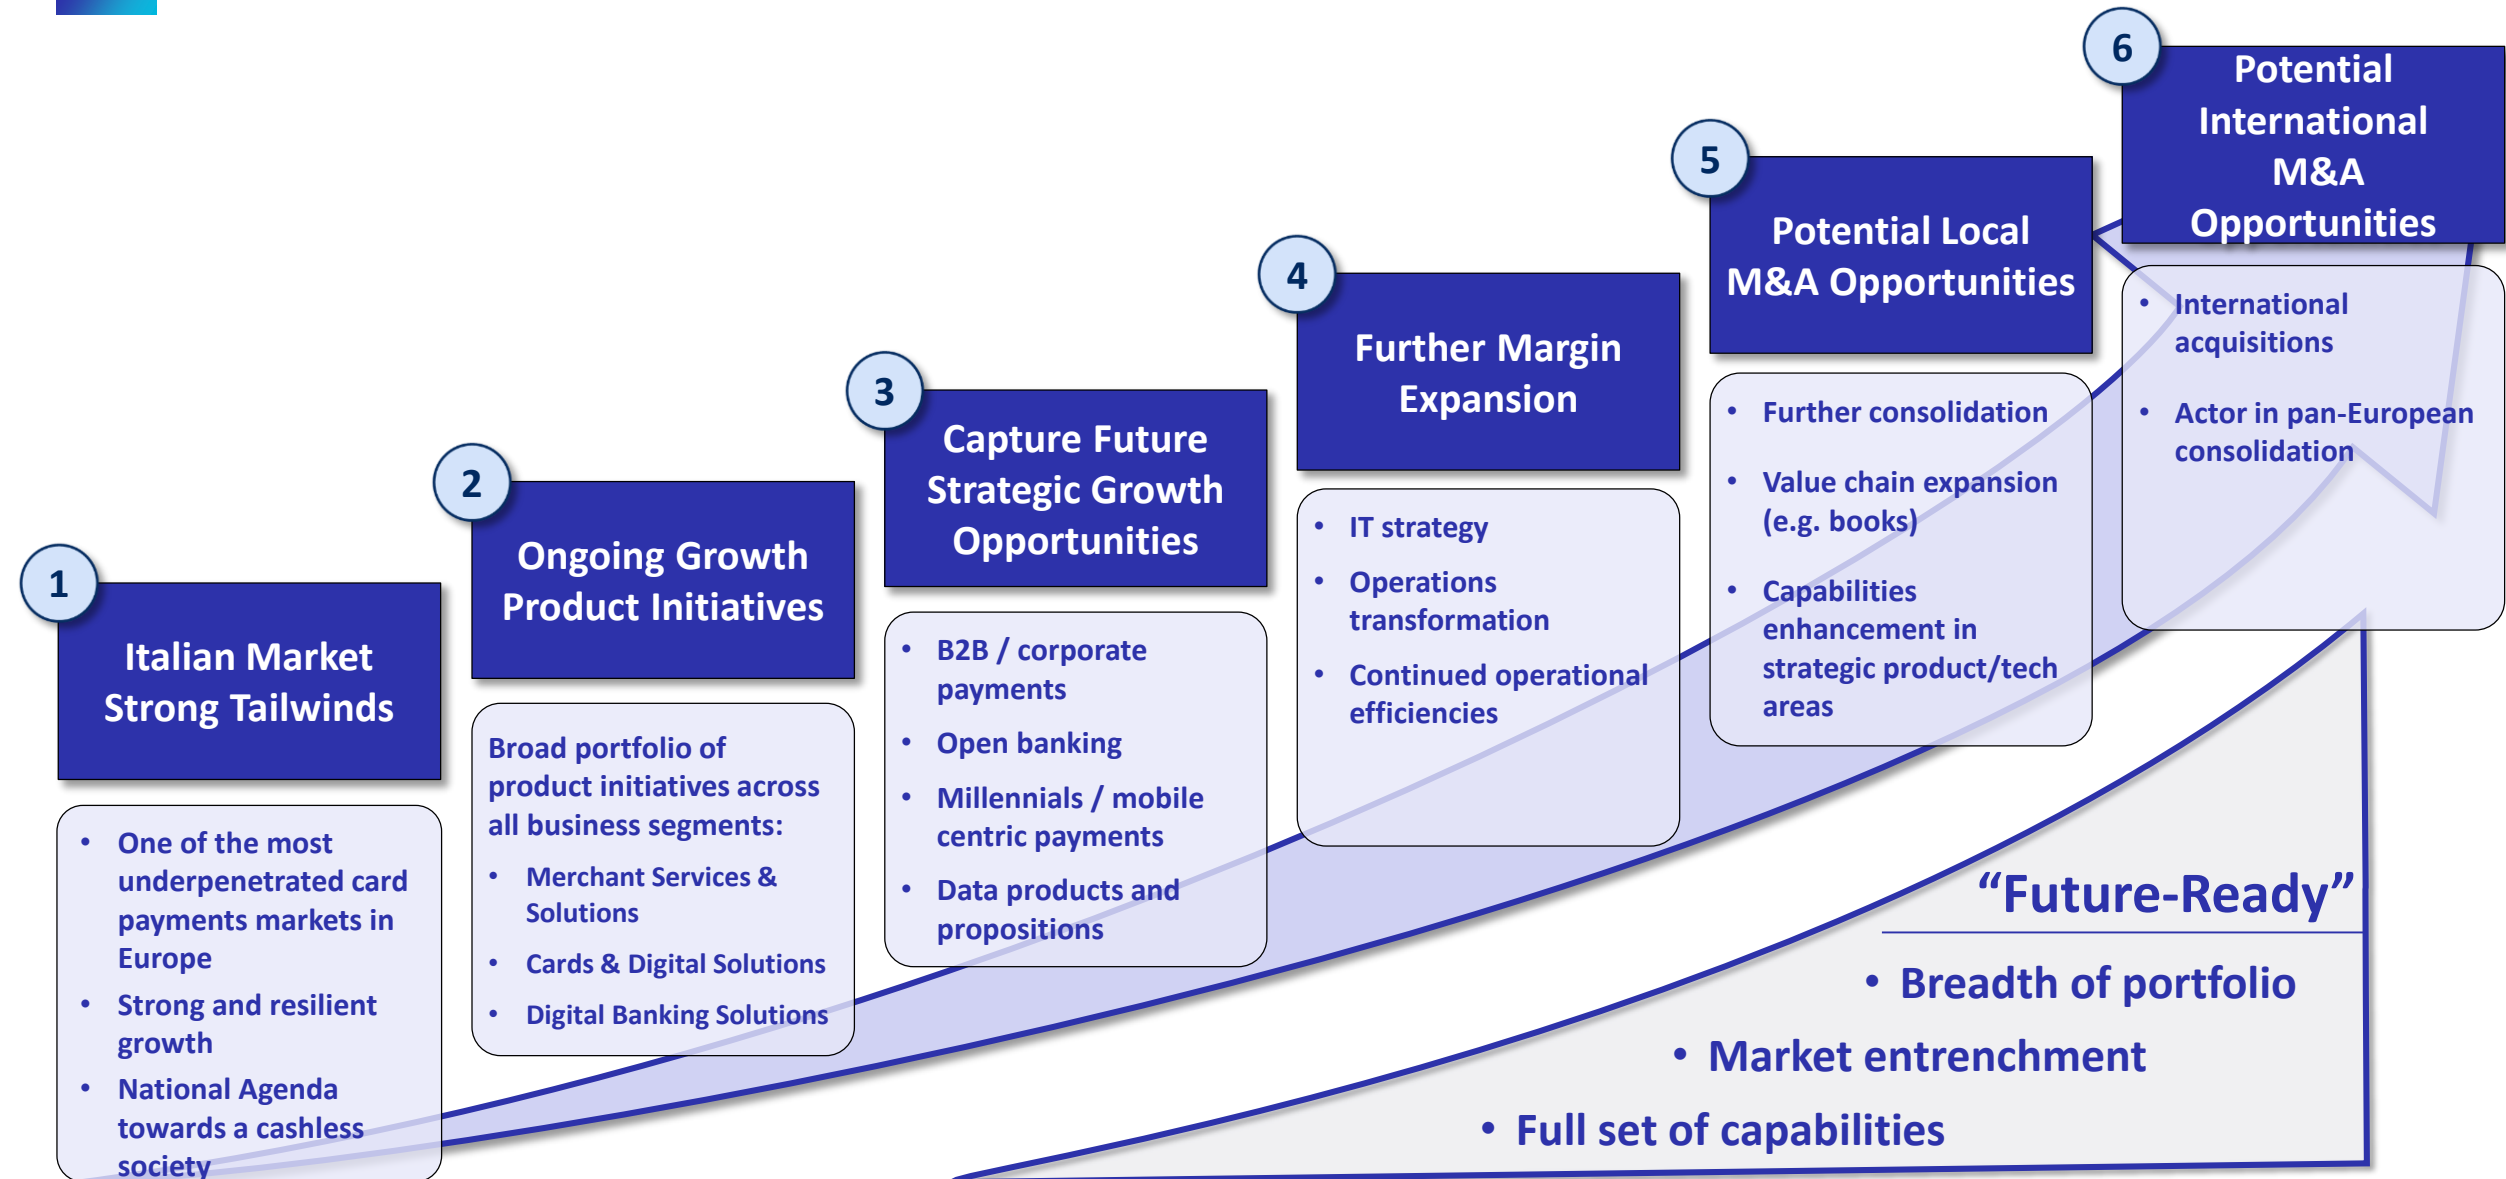 1
Italian Market
Strong Tailwinds
• One of the most
underpenetrated card
payments markets in
Europe
• Strong and resilient
growth
• National Agenda
towards a cashless
society
2
Ongoing Growth
Product Initiatives
Broad portfolio of
product initiatives across
all business segments:
• Merchant Services &
Solutions
• Cards & Digital Solutions
• Digital Banking Solutions
3
Capture Future
Strategic Growth
Opportunities
• B2B / corporate
payments
• Open banking
• Millennials / mobile
centric payments
• Data products and
propositions
4
Further Margin
Expansion
• IT strategy
• Operations
transformation
• Continued operational
efficiencies
5
Potential Local
M&A Opportunities
• Further consolidation
• Value chain expansion
(e.g. books)
• Capabilities
enhancement in
strategic product/tech
areas
6
Potential
International
M&A
Opportunities
• International
acquisitions
• Actor in pan-European
consolidation
“Future-Ready”
• Breadth of portfolio
• Market entrenchment
• Full set of capabilities